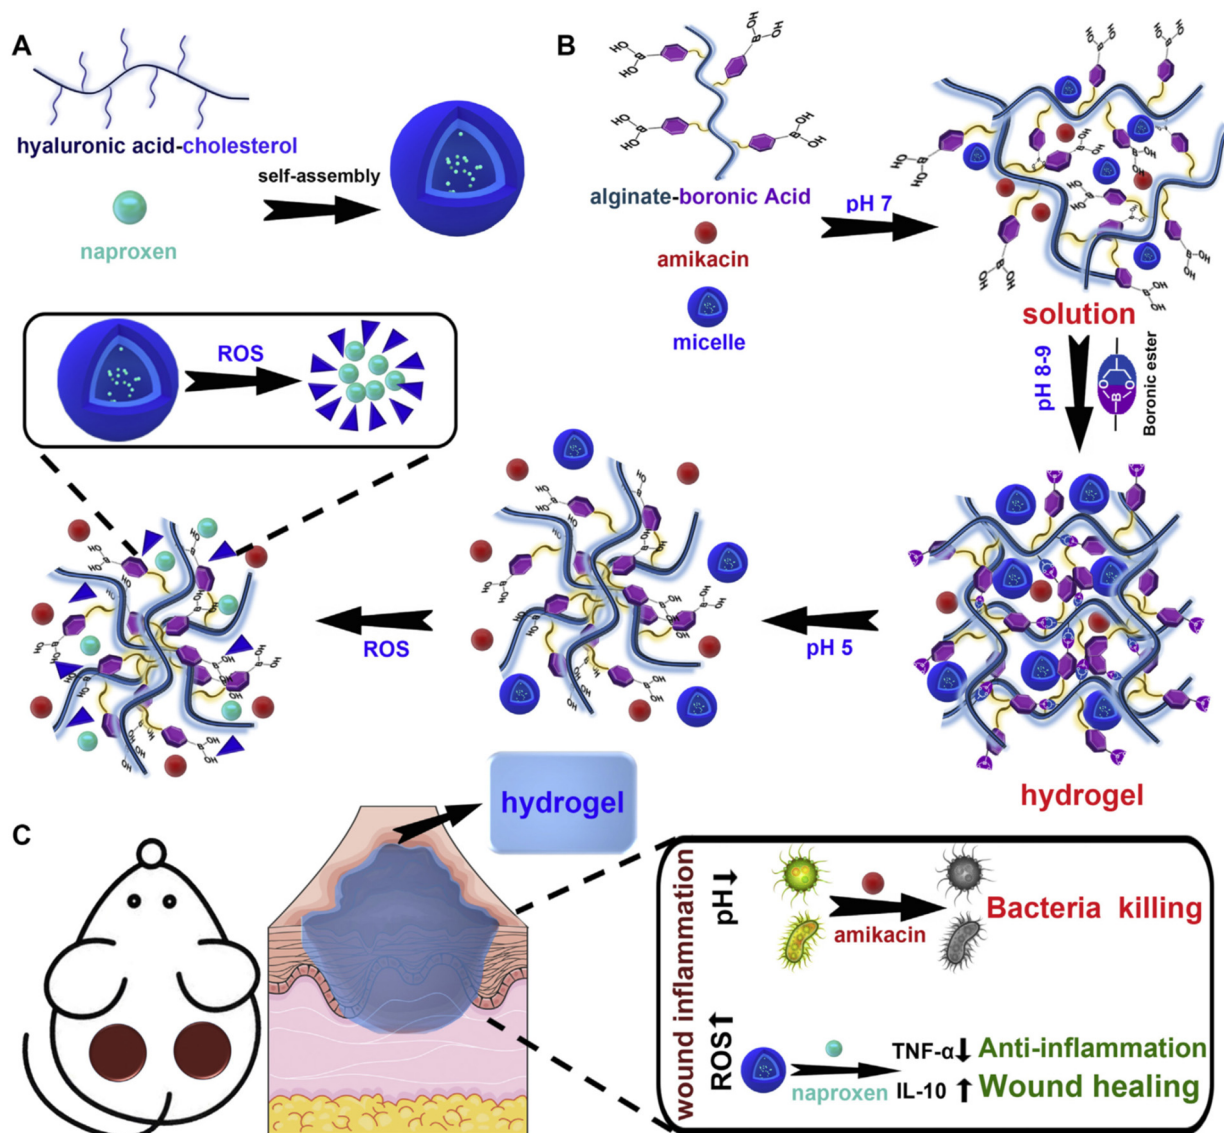 A
hyaluronic acid-cholesterol
naproxen
self-assembly
B
alginate-boronic Acid
amikacin
micelle
pH 7
solution
pH 8-9
Boronic ester
O
O
B
hydrogel
pH 5
ROS
ROS
C
hydrogel
wound inflammation
pH
amikacin
Bacteria killing
ROS
naproxen
TNF-α
IL-10
Anti-inflammation
Wound healing